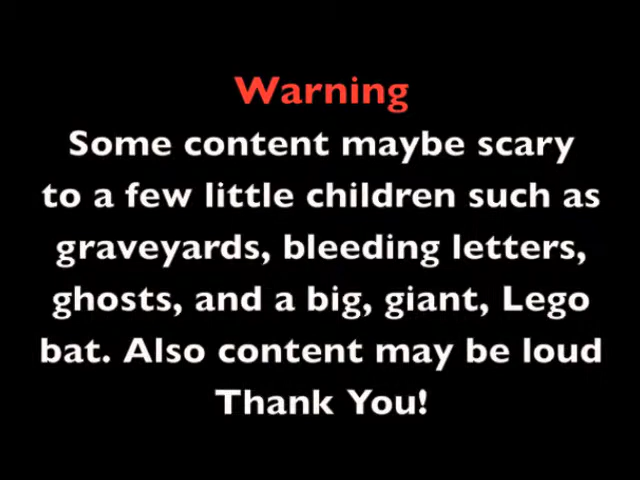 Warning
Some content maybe scary
to a few little children such as
graveyards, bleeding letters,
ghosts, and a big, giant, Lego
bat. Also content may be loud
Thank You!